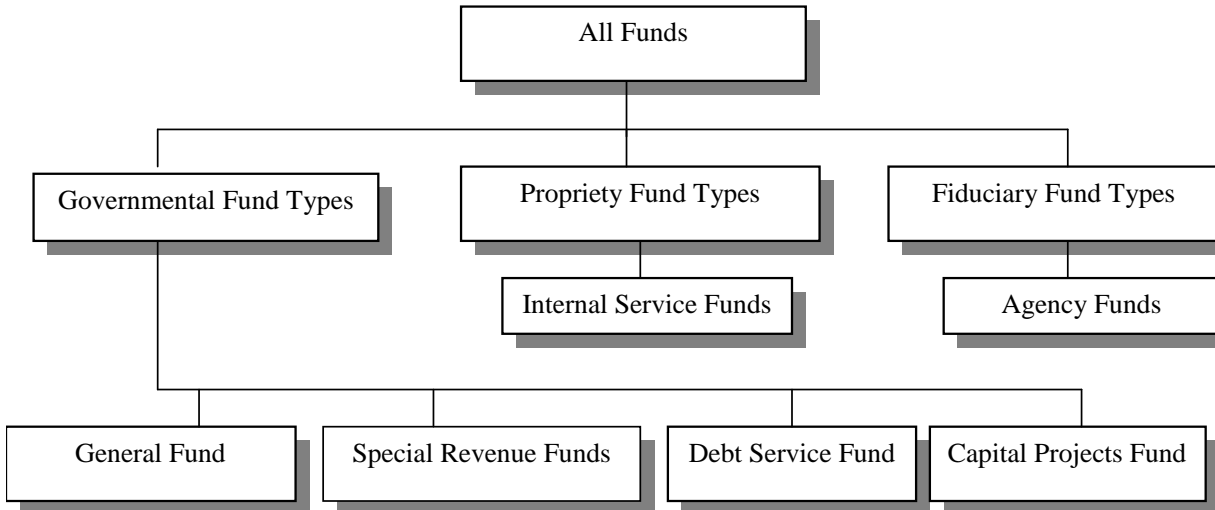 All Funds
Governmental Fund Types
Propriety Fund Types
Fiduciary Fund Types
Internal Service Funds
Agency Funds
General Fund
Special Revenue Funds
Debt Service Fund
Capital Projects Fund